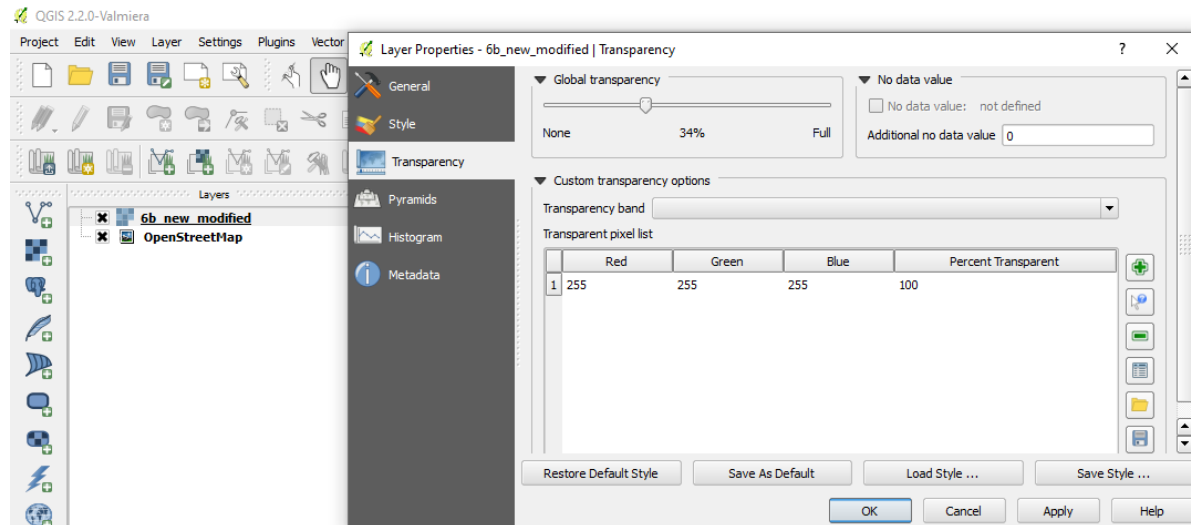 QGIS 2.2.0-Valmiera
Project Edit View Layer Settings Plugins Vector
Layers
6b_new_modified
OpenStreetMap
Layer Properties - 6b_new_modified | Transparency
? X
General
Style
Transparency
Pyramids
Histogram
Metadata
Global transparency
None 34% Full
No data value
No data value: not defined
Additional no data value 0
Custom transparency options
Transparency band
Transparent pixel list
Red Green Blue Percent Transparent
1 255 255 255 100
Restore Default Style Save As Default Load Style ... Save Style ...
OK Cancel Apply Help